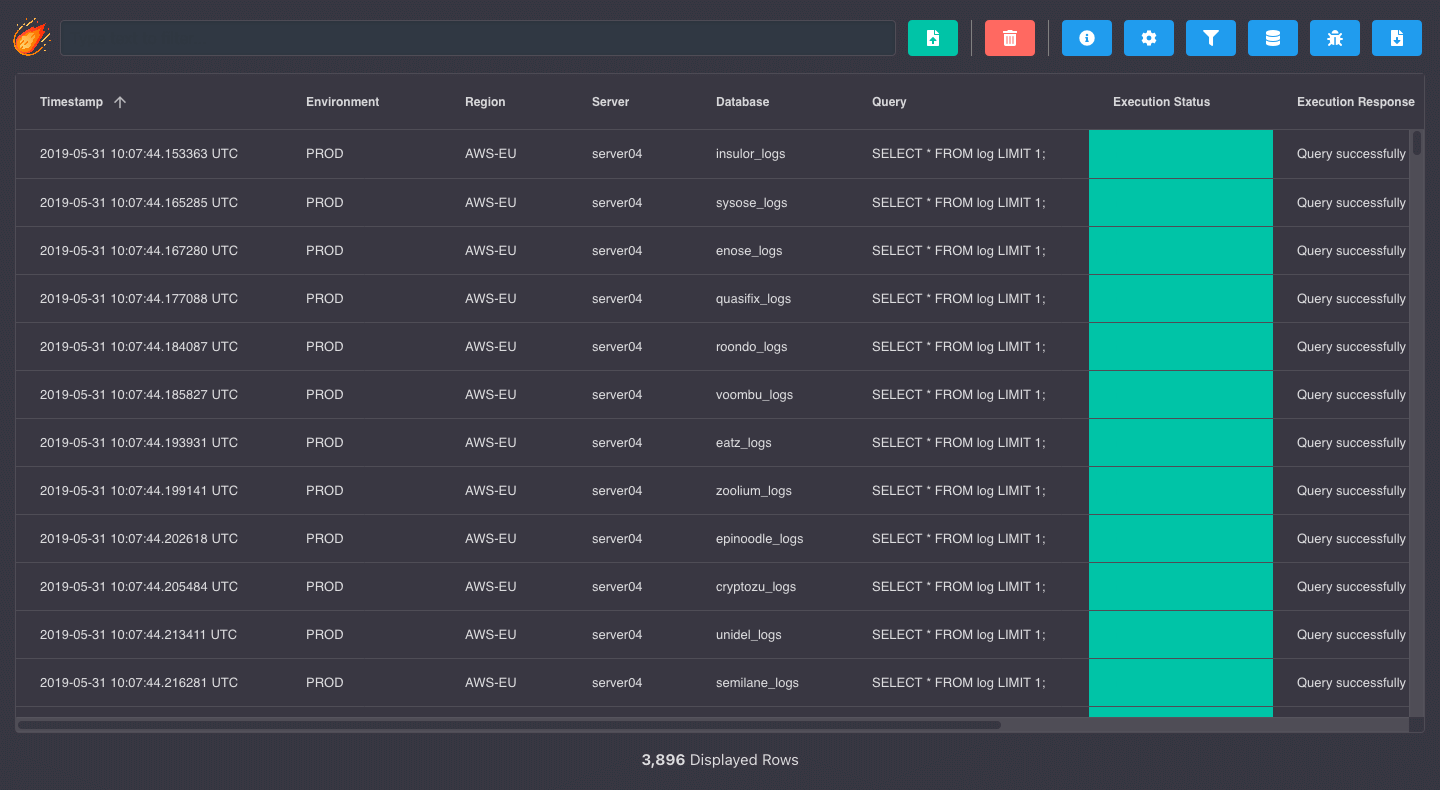 Timestamp Environment Region Server Database Query Execution Status Execution Response
2019-05-31 10:07:44.153363 UTC PROD AWS-EU server04 insulor_logs SELECT * FROM log LIMIT 1; Query successfully
2019-05-31 10:07:44.165285 UTC PROD AWS-EU server04 sysose_logs SELECT * FROM log LIMIT 1; Query successfully
2019-05-31 10:07:44.167280 UTC PROD AWS-EU server04 enose_logs SELECT * FROM log LIMIT 1; Query successfully
2019-05-31 10:07:44.177088 UTC PROD AWS-EU server04 quasifix_logs SELECT * FROM log LIMIT 1; Query successfully
2019-05-31 10:07:44.184087 UTC PROD AWS-EU server04 roondo_logs SELECT * FROM log LIMIT 1; Query successfully
2019-05-31 10:07:44.185827 UTC PROD AWS-EU server04 voombu_logs SELECT * FROM log LIMIT 1; Query successfully
2019-05-31 10:07:44.193931 UTC PROD AWS-EU server04 eatz_logs SELECT * FROM log LIMIT 1; Query successfully
2019-05-31 10:07:44.199141 UTC PROD AWS-EU server04 zoolium_logs SELECT * FROM log LIMIT 1; Query successfully
2019-05-31 10:07:44.202618 UTC PROD AWS-EU server04 epinoodle_logs SELECT * FROM log LIMIT 1; Query successfully
2019-05-31 10:07:44.205484 UTC PROD AWS-EU server04 cryptozu_logs SELECT * FROM log LIMIT 1; Query successfully
2019-05-31 10:07:44.213411 UTC PROD AWS-EU server04 unidel_logs SELECT * FROM log LIMIT 1; Query successfully
2019-05-31 10:07:44.216281 UTC PROD AWS-EU server04 semilane_logs SELECT * FROM log LIMIT 1; Query successfully
3,896 Displayed Rows